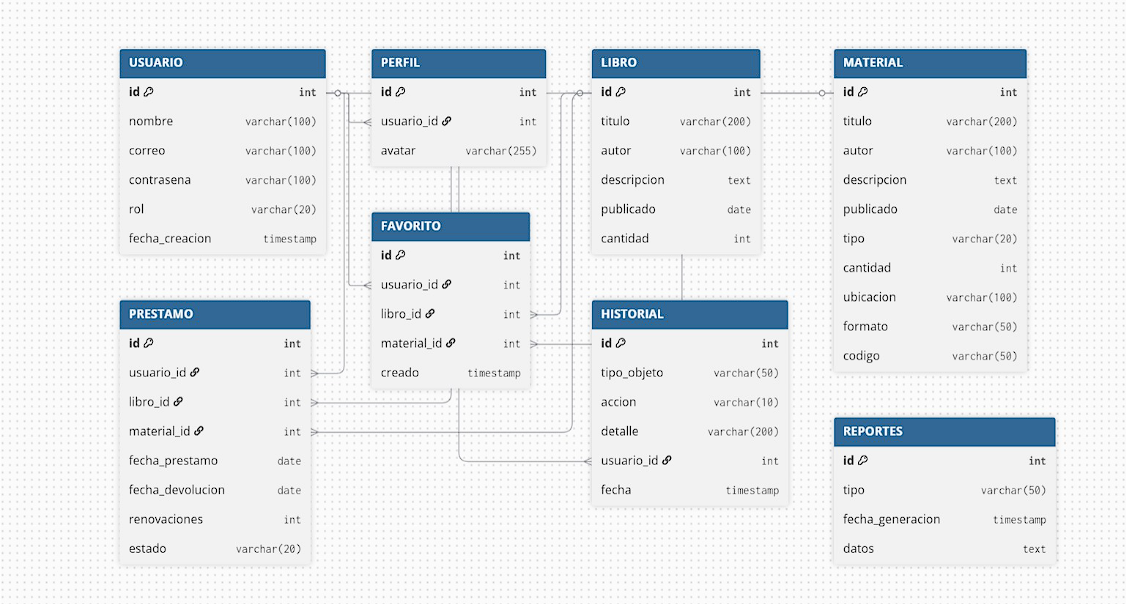 USUARIO
id int
nombre varchar(100)
correo varchar(100)
contrasena varchar(100)
rol varchar(20)
fecha_creacion timestamp
PERFIL
id int
usuario_id int
avatar varchar(255)
LIBRO
id int
titulo varchar(200)
autor varchar(100)
descripcion text
publicado date
cantidad int
MATERIAL
id int
titulo varchar(200)
autor varchar(100)
descripcion text
publicado date
tipo varchar(20)
cantidad int
ubicacion varchar(100)
formato varchar(50)
codigo varchar(50)
FAVORITO
id int
usuario_id int
libro_id int
material_id int
creado timestamp
PRESTAMO
id int
usuario_id int
libro_id int
material_id int
fecha_prestamo date
fecha_devolucion date
renovaciones int
estado varchar(20)
HISTORIAL
id int
tipo_objeto varchar(50)
accion varchar(10)
detalle varchar(200)
usuario_id int
fecha timestamp
REPORTES
id int
tipo varchar(50)
fecha_generacion timestamp
datos text